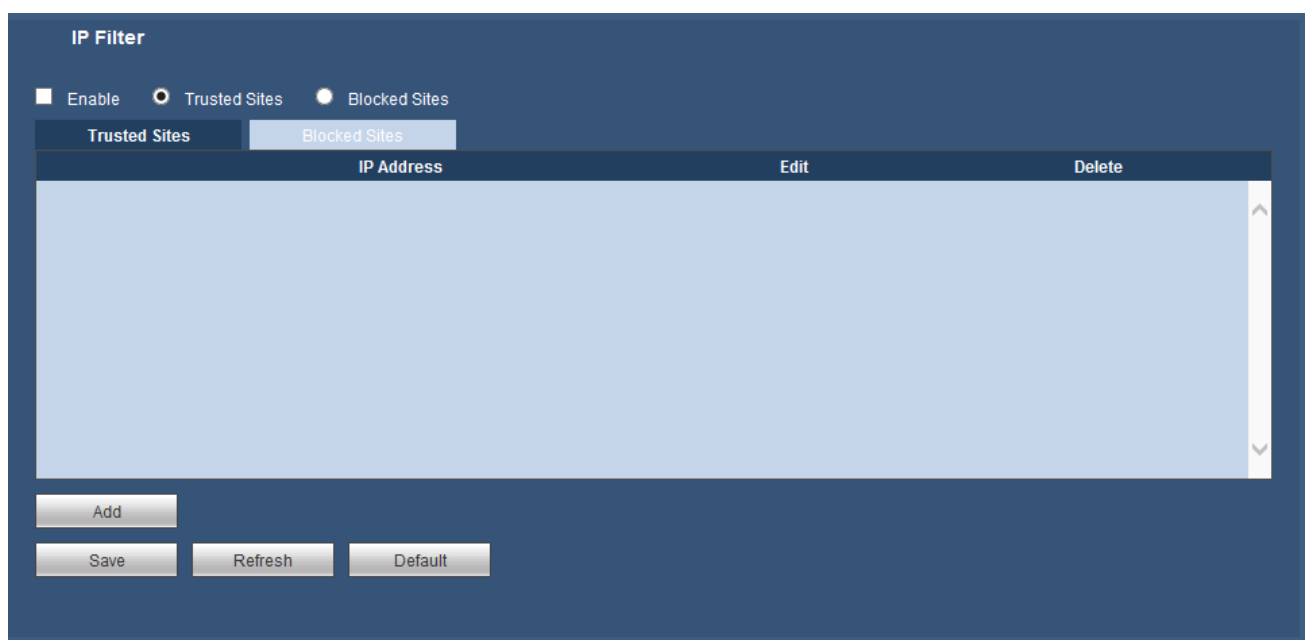 IP Filter
Enable Trusted Sites Blocked Sites
Trusted Sites Blocked Sites
IP Address Edit Delete
Add
Save Refresh Default